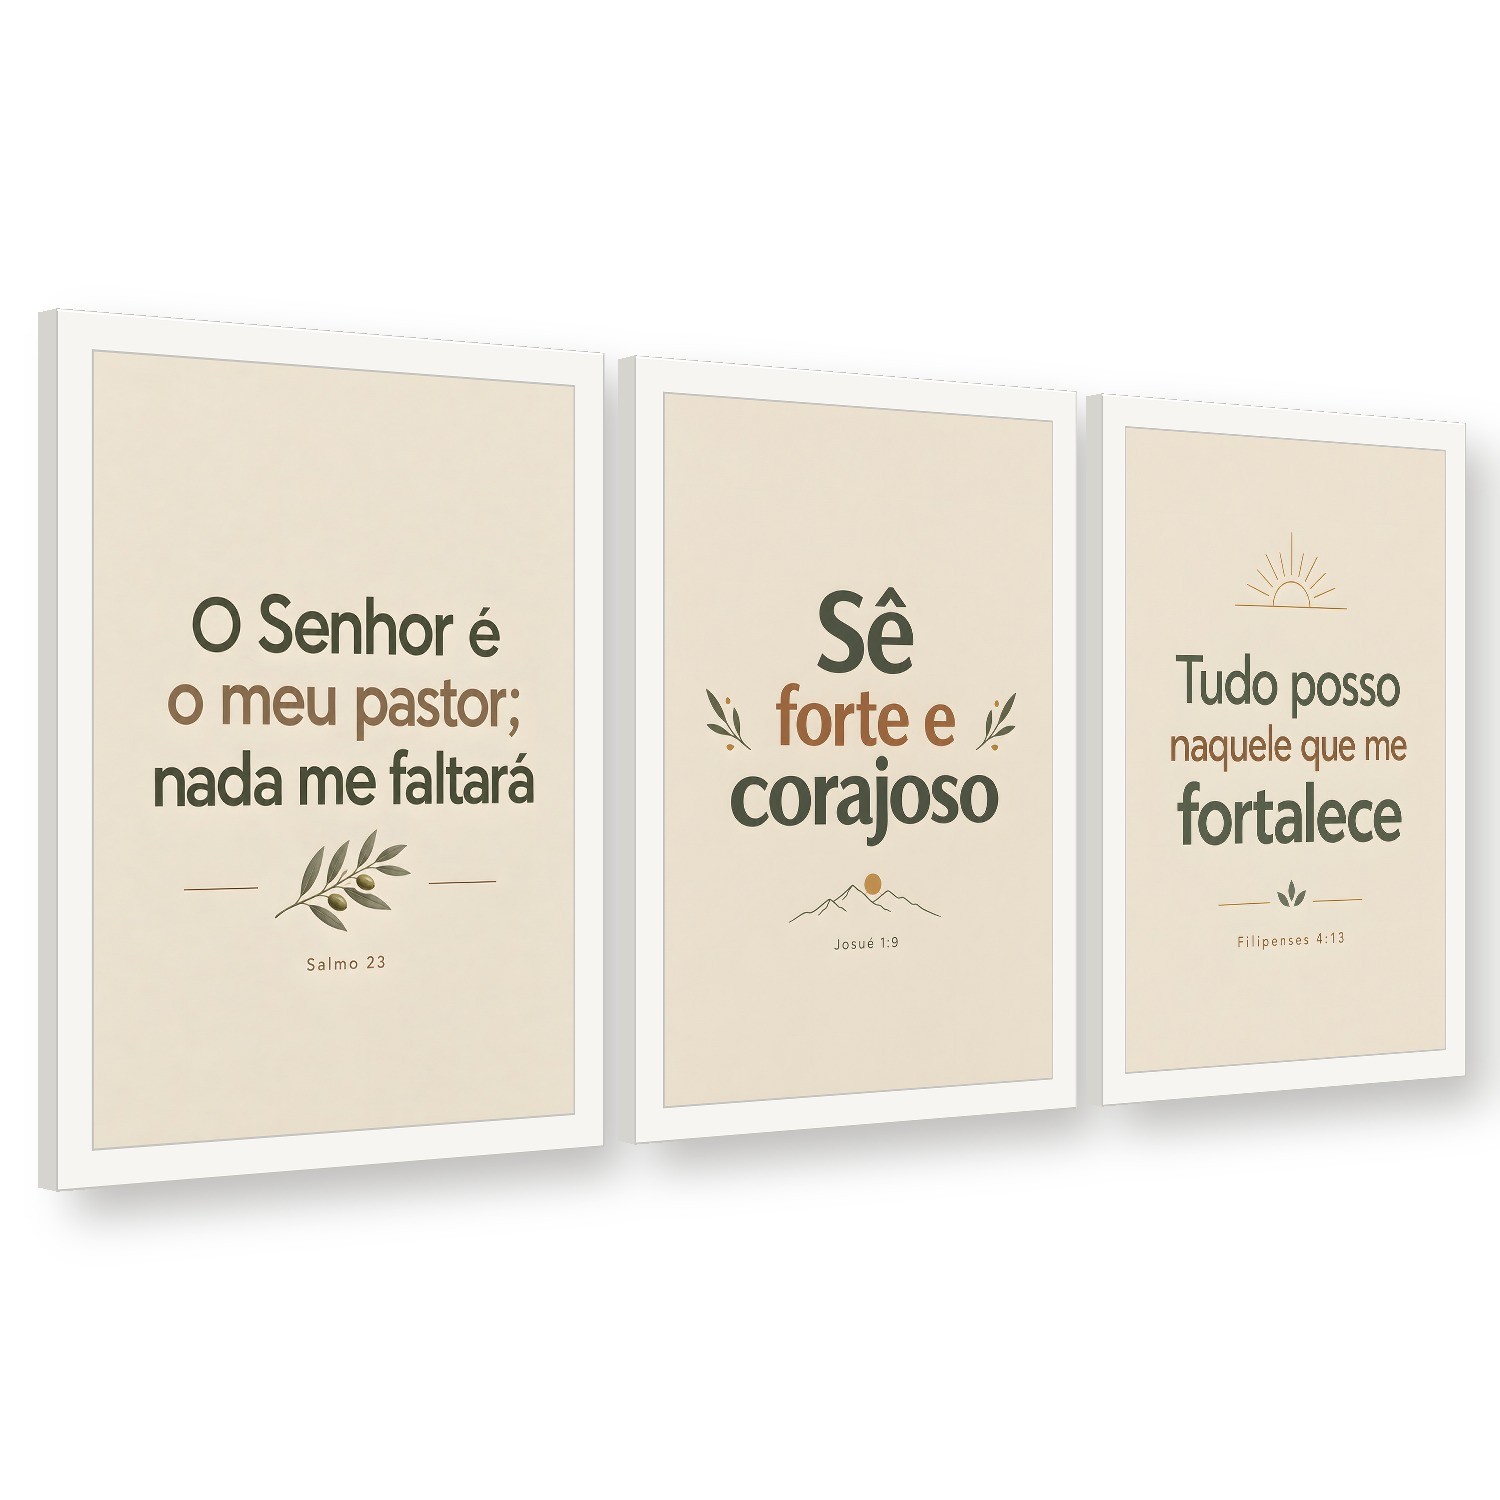 O Senhor é
o meu pastor;
nada me faltará
Salmo 23
Sê
forte e
corajoso
Josué 1:9
Tudo posso
naquele que me
fortalece
Filipenses 4:13